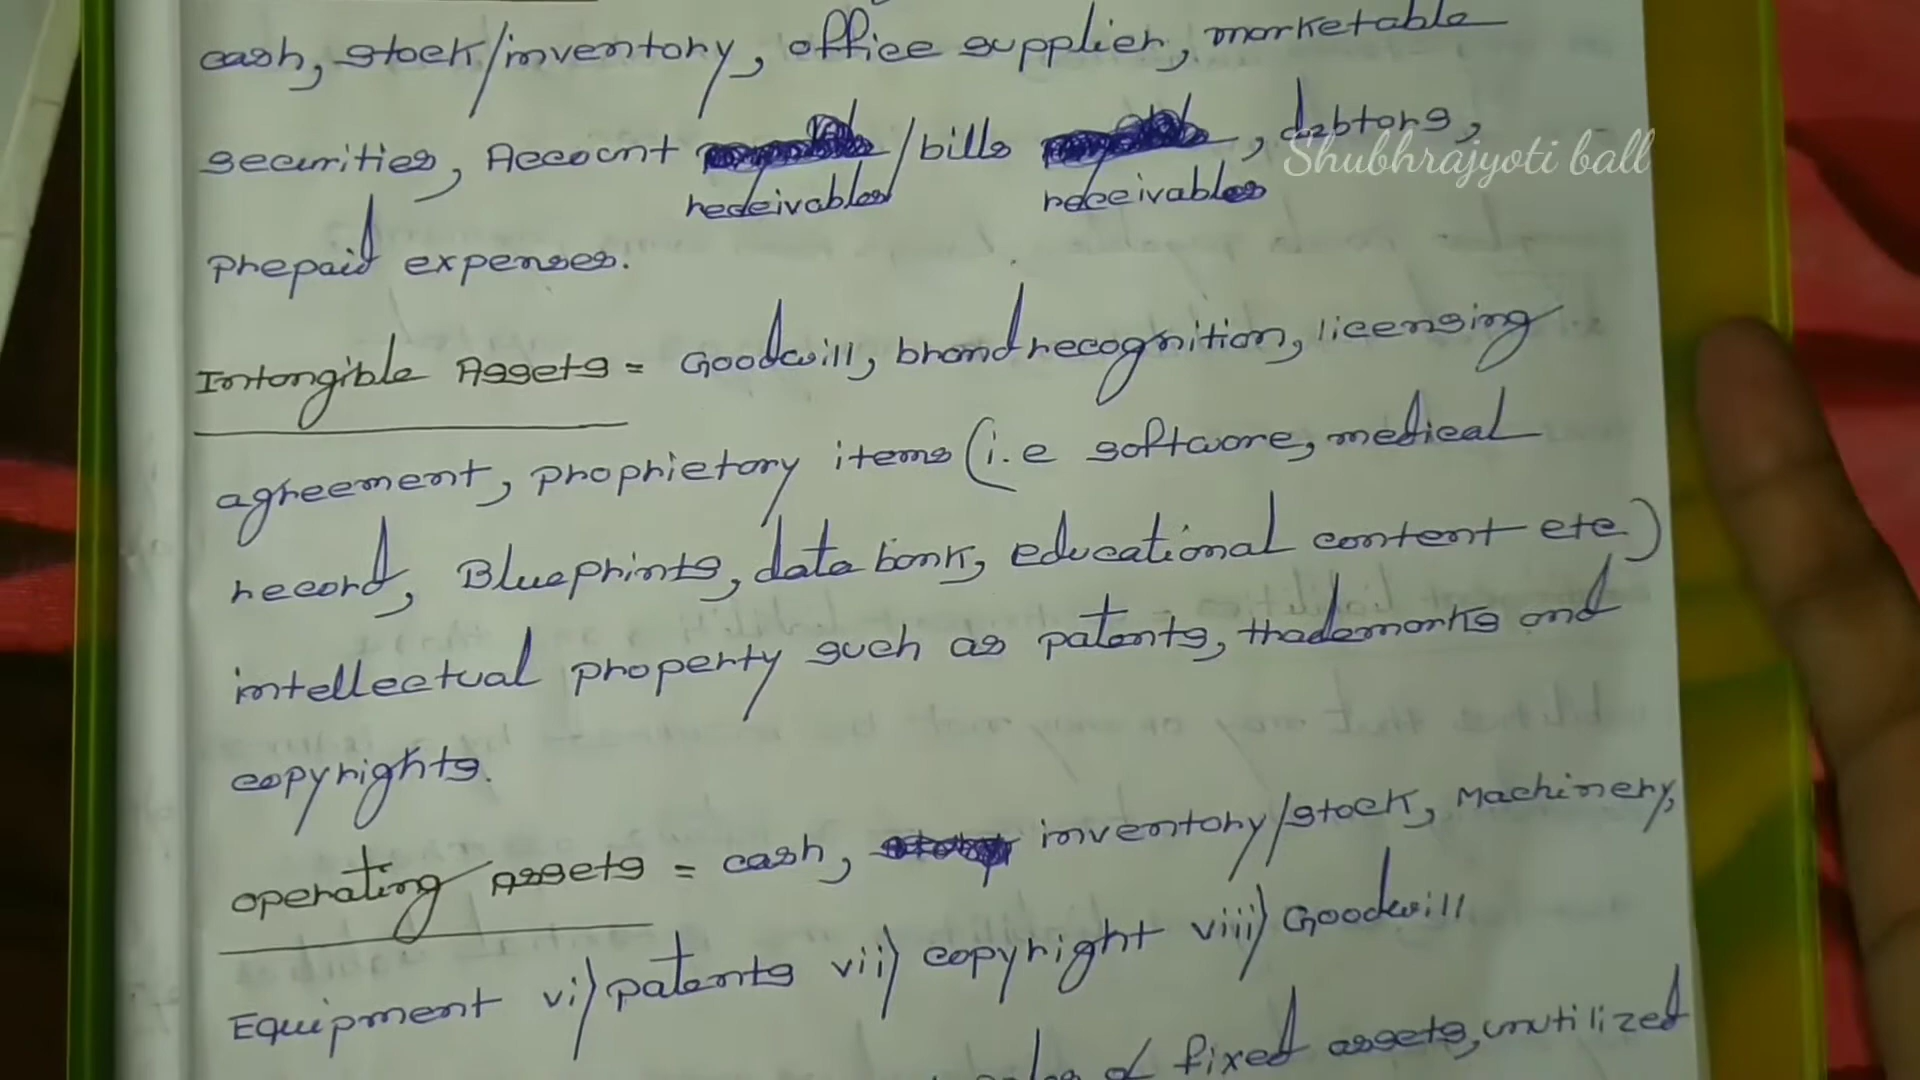 cash, stock/inventory, office supplier, marketable
securities, Account /bills , debtors,
receivables receivables
Shubhrajyoti ball
Prepaid expenses.
Intangible Assets = Goodwill, brand recognition, licensing
agreement, proprietary items (i.e software, medical
record, Blueprints, data bank, educational content etc)
intellectual property such as patents, trademarks and
copyrights.
Operating Assets = cash, inventory/stock, Machinery,
Equipment vi) patents vii) copyright viii) Goodwill
of fixed assets, unutilized